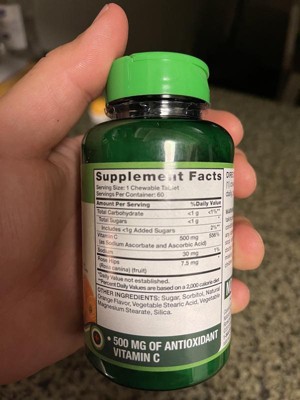 Supplement Facts
Serving Size: 1 Chewable Tablet
Servings Per Container: 60
Amount Per Serving %Daily Value
Total Carbohydrate <1 g <1%**
Total Sugars <1 g
Includes <1g Added Sugars 2%**
Vitamin C 500 mg 556%
(as Sodium Ascorbate and Ascorbic Acid)
Sodium 30 mg 1%
Rose Hips 7.5 mg *
(Rosa canina) (fruit)
*Daily Value not established.
**Percent Daily Values are based on a 2,000 calorie diet.
OTHER INGREDIENTS: Sugar, Sorbitol, Natural
Orange Flavor, Vegetable Stearic Acid, Vegetable
Magnesium Stearate, Silica.
• 500 MG OF ANTIOXIDANT
VITAMIN C